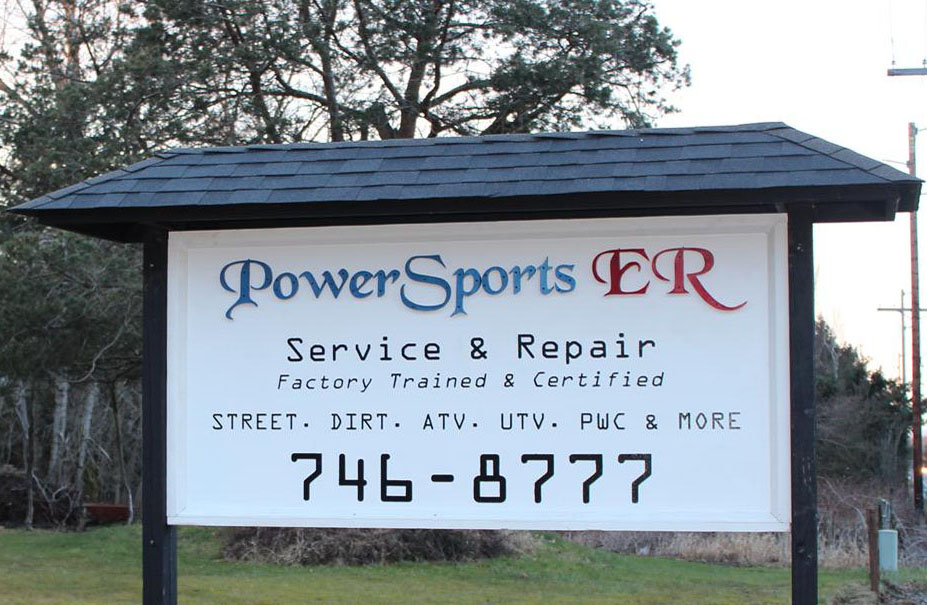 PowerSports ER
Service & Repair
Factory Trained & Certified
STREET. DIRT. ATV. UTV. PWC & MORE
746-8777